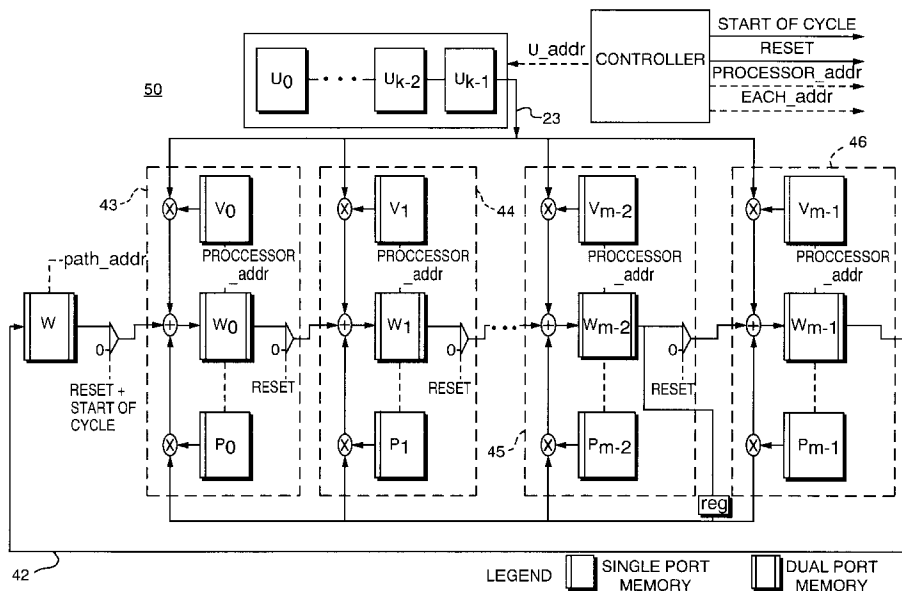 START OF CYCLE
RESET
U_addr
CONTROLLER
PROCESSOR_addr
EACH_addr
50
U0 ... Uk-2 Uk-1
23
46
43
44
V0
V1
Vm-2
Vm-1
path_addr
PROCCESSOR _addr
PROCCESSOR _addr
PROCCESSOR _addr
PROCCESSOR _addr
W
W0
W1
...
Wm-2
Wm-1
0
0
0
0
RESET + START OF CYCLE
RESET
RESET
RESET
P0
P1
45
Pm-2
Pm-1
reg
42
LEGEND
SINGLE PORT MEMORY
DUAL PORT MEMORY